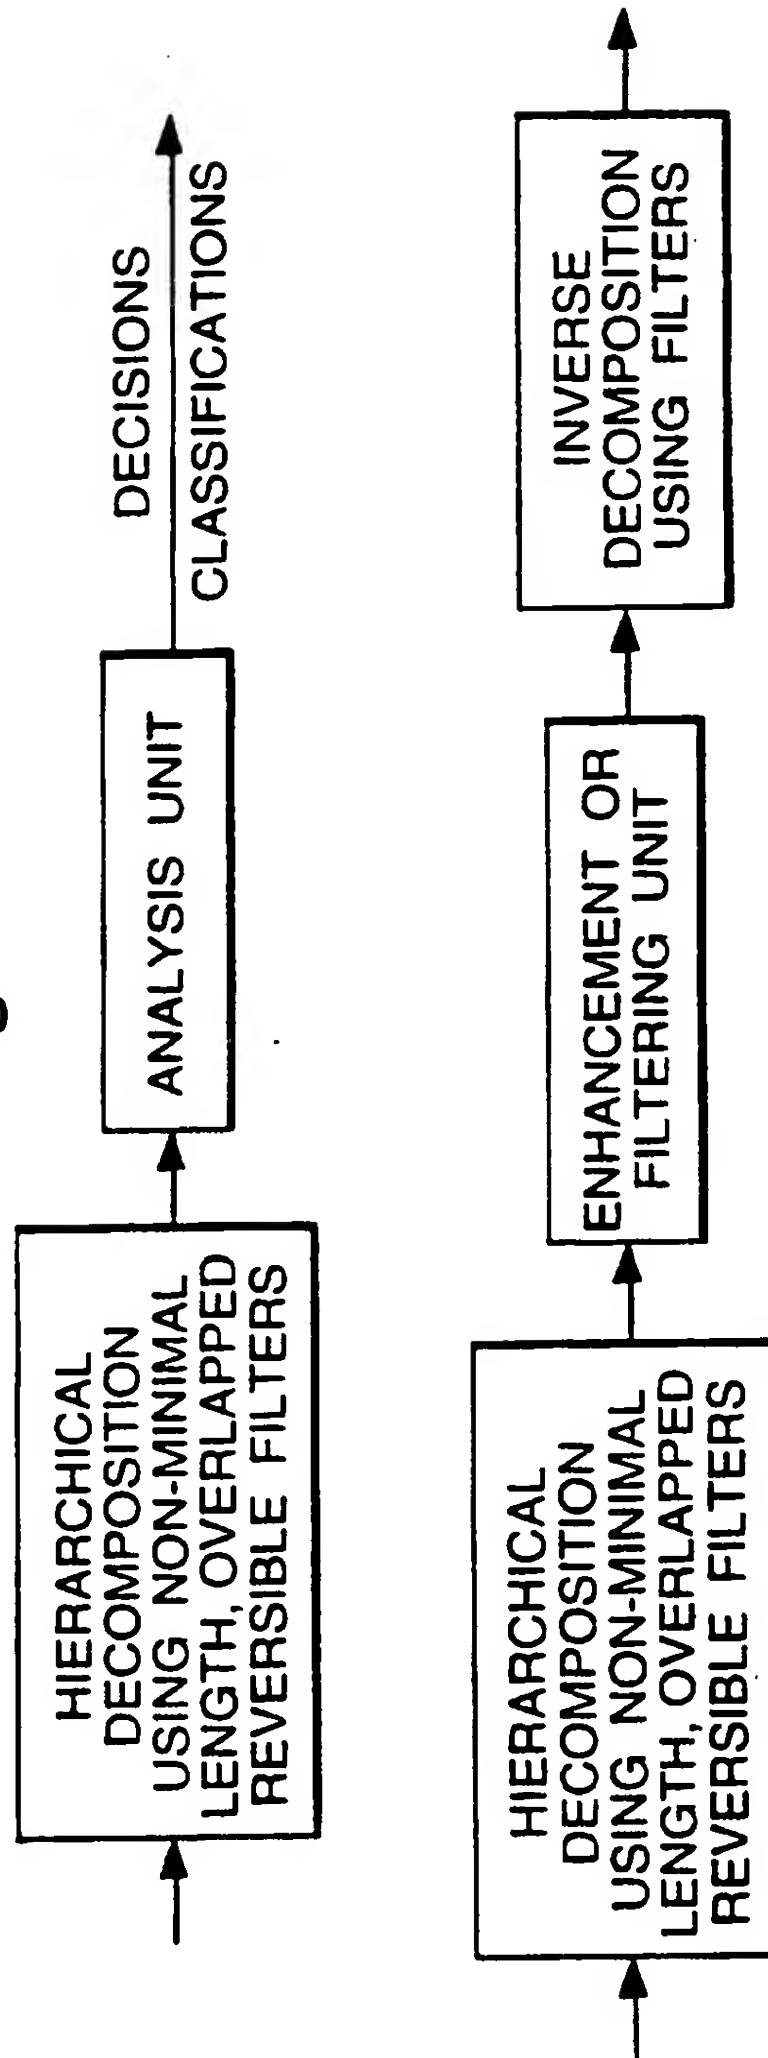 HIERARCHICAL
DECOMPOSITION
USING NON-MINIMAL
LENGTH, OVERLAPPED
REVERSIBLE FILTERS
ANALYSIS UNIT
DECISIONS
CLASSIFICATIONS
HIERARCHICAL
DECOMPOSITION
USING NON-MINIMAL
LENGTH, OVERLAPPED
REVERSIBLE FILTERS
ENHANCEMENT OR
FILTERING UNIT
INVERSE
DECOMPOSITION
USING FILTERS